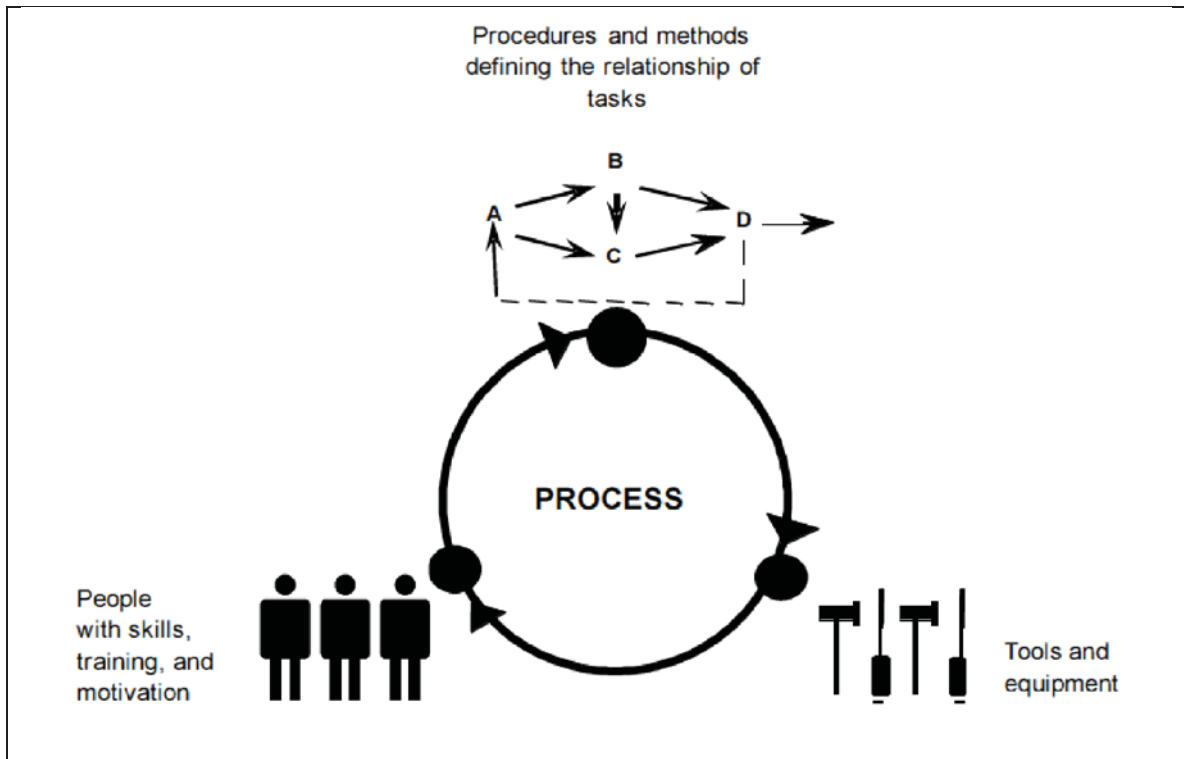 Procedures and methods
defining the relationship of
tasks
B
A
D
C
PROCESS
People
with skills,
training, and
motivation
Tools and
equipment